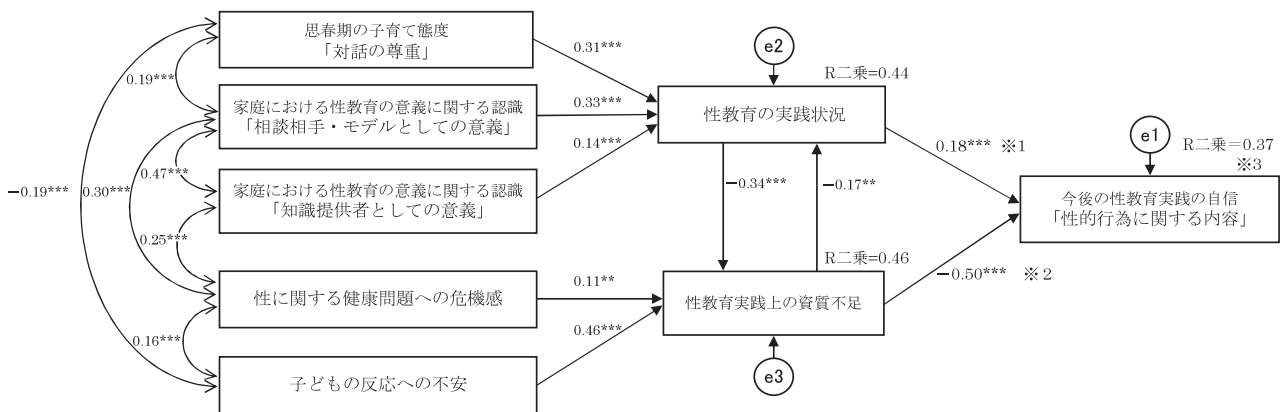 思春期の子育て態度
「対話の尊重」
家庭における性教育の意義に関する認識
「相談相手・モデルとしての意義」
家庭における性教育の意義に関する認識
「知識提供者としての意義」
性に関する健康問題への危機感
子どもの反応への不安
−0.19***
0.19***
0.30***
0.47***
0.25***
0.16***
0.31***
0.33***
0.14***
0.11**
0.46***
e2
R二乗=0.44
性教育の実践状況
−0.34***
−0.17**
R二乗=0.46
性教育実践上の資質不足
e3
0.18*** ※1
−0.50*** ※2
e1
R二乗＝0.37
※3
今後の性教育実践の自信
「性的行為に関する内容」